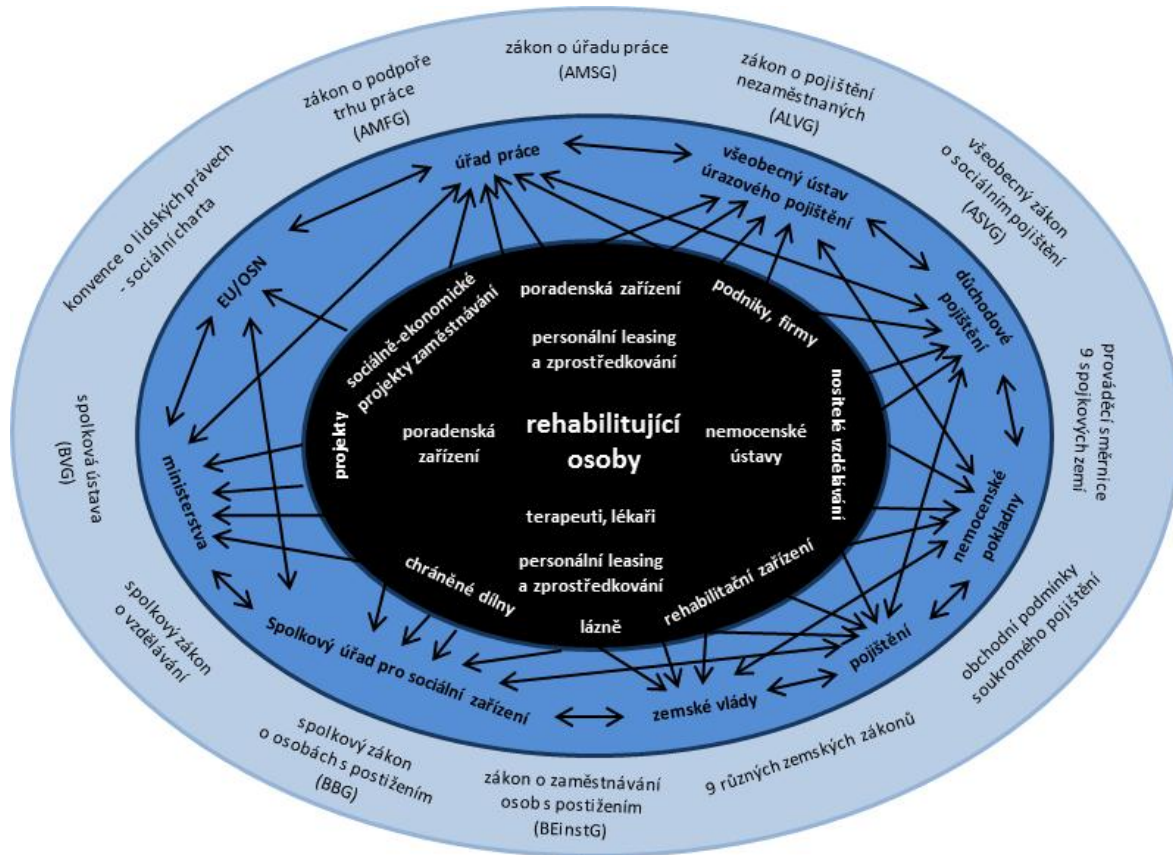 zákon o úřadu práce
(AMSG)
zákon o podpoře
trhu práce
(AMFG)
zákon o pojištění
nezaměstnaných
(ALVG)
konvence o lidských právech
- sociální charta
všeobecný zákon
o sociálním pojištění
(ASVG)
spolková ústava
(BVG)
prováděcí směrnice
9 spojkových zemí
spolkový zákon
o vzdělávání
obchodní podmínky
soukromého pojištění
spolkový zákon
o osobách s postižením
(BBG)
zákon o zaměstnávání
osob s postižením
(BEinstG)
9 různých zemských zákonů
úřad práce
všeobecný ústav
úrazového pojištění
EU/OSN
důchodové
pojištění
ministerstva
nemocenské
pokladny
Spolkový úřad pro sociální zařízení
zemské vlády
pojištění
sociálně-ekonomické
projekty zaměstnávání
poradenská zařízení
podniky, firmy
personální leasing
a zprostředkování
projekty
poradenská
zařízení
rehabilitující
osoby
nemocenské
ústavy
nositelé vzdělávání
terapeuti, lékaři
personální leasing
a zprostředkování
chráněné dílny
lázně
rehabilitační zařízení